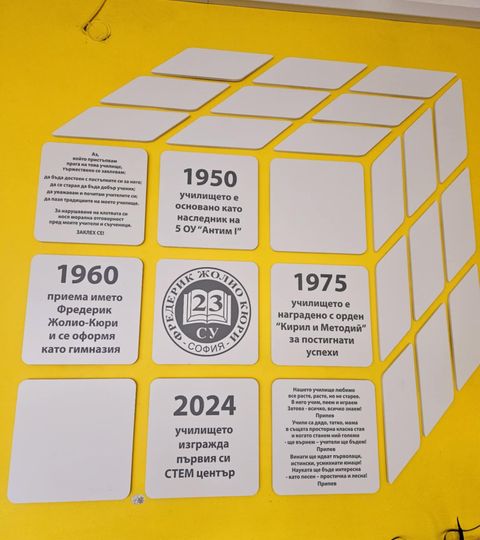 Аз,
който пристъпвам
прага на това училище,
тържествено се заклевам:
да бъда достоен с постъпките си за него;
да се старая да бъда добър ученик;
да уважавам и почитам учителите си;
да пазя традициите на моето училище.
За нарушаване на клетвата си
нося морална отговорност
пред моите учители и съученици.
ЗАКЛЕХ СЕ!
1950
училището е
основано като
наследник на
5 ОУ "Антим I"
1960
приема името
Фредерик
Жолио-Кюри
и се оформя
като гимназия
ФРЕДЕРИК ЖОЛИО КЮРИ
23
СУ
- СОФИЯ -
1975
училището е
наградено с орден
"Кирил и Методий"
за постигнати
успехи
2024
училището
изгражда
първия си
СТЕМ център
Нашето училище любимо
все расте, расте, но не старее.
В него учим, пеем и играем
Затова - всичко, всичко знаем!
Припев
Учили са дядо, татко, мама
в същата просторна класна стая
и когато станем ний големи
- ще върнем – учители ще бъдем!
Припев
Винаги ще идват първолаци,
истински, усмихнати юнаци!
Науката ще бъде интересна
- като песен – простичка и лесна!
Припев